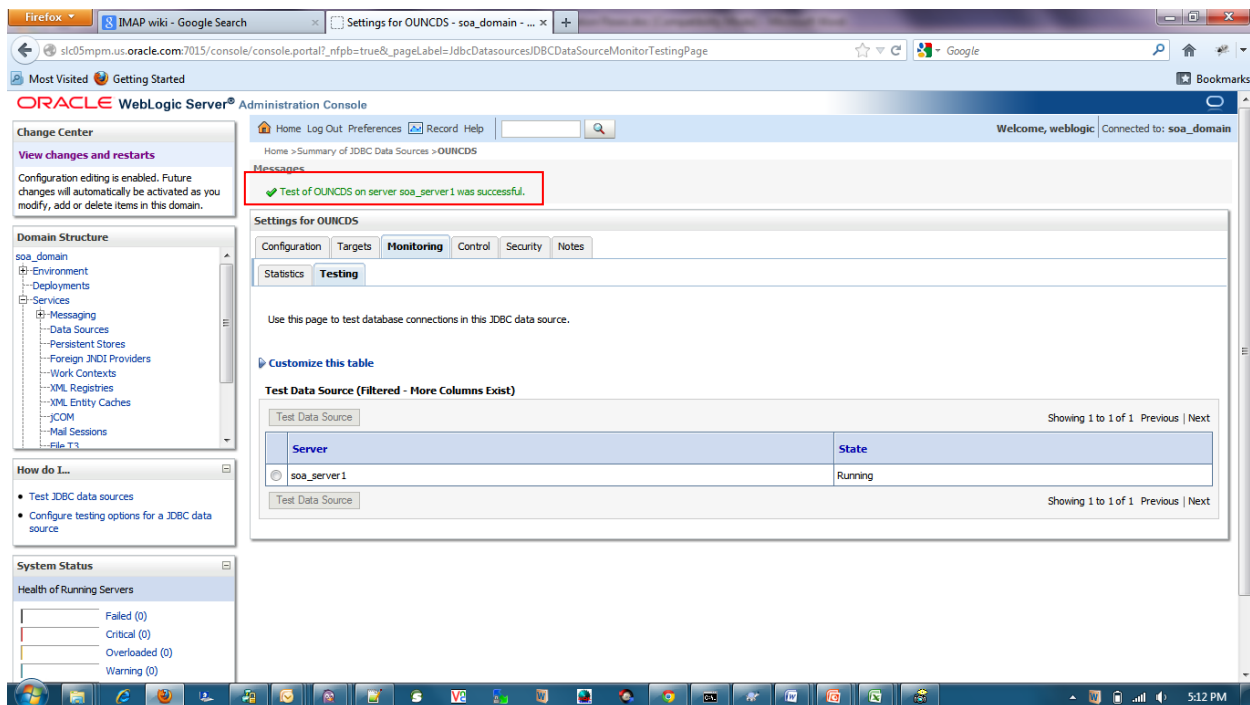 Firefox
IMAP wiki - Google Search
Settings for OUNCDS - soa_domain - ...
slc05mpm.us.oracle.com:7015/console/console.portal?_nfpb=true&_pageLabel=JdbcDatasourcesJDBCDataSourceMonitorTestingPage
Google
Most Visited Getting Started
Bookmarks
ORACLE WebLogic Server® Administration Console
Change Center
View changes and restarts
Configuration editing is enabled. Future
changes will automatically be activated as you
modify, add or delete items in this domain.
Domain Structure
soa_domain
Environment
Deployments
Services
Messaging
Data Sources
Persistent Stores
Foreign JNDI Providers
Work Contexts
XML Registries
XML Entity Caches
jCOM
Mail Sessions
File T3
How do I...
Test JDBC data sources
Configure testing options for a JDBC data
source
System Status
Health of Running Servers
Failed (0)
Critical (0)
Overloaded (0)
Warning (0)
Home Log Out Preferences Record Help
Welcome, weblogic Connected to: soa_domain
Home >Summary of JDBC Data Sources >OUNCDS
Messages
Test of OUNCDS on server soa_server1 was successful.
Settings for OUNCDS
Configuration Targets Monitoring Control Security Notes
Statistics Testing
Use this page to test database connections in this JDBC data source.
Customize this table
Test Data Source (Filtered - More Columns Exist)
Test Data Source
Showing 1 to 1 of 1 Previous | Next
Server State
soa_server1 Running
Test Data Source
Showing 1 to 1 of 1 Previous | Next
5:12 PM